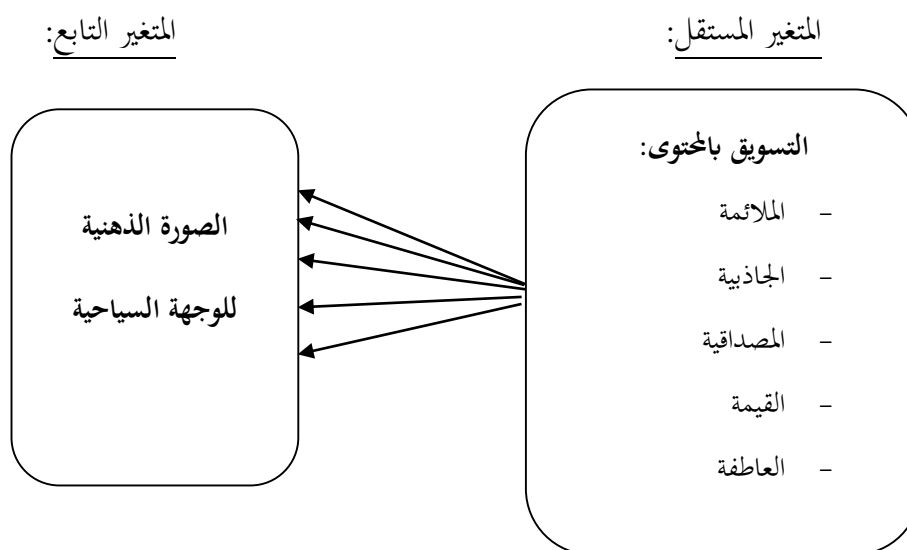 المتغير المستقل:
المتغير التابع:
التسويق بالمحتوى:
- الملائمة
- الجاذبية
- المصداقية
- القيمة
- العاطفة
الصورة الذهنية
للوجهة السياحية